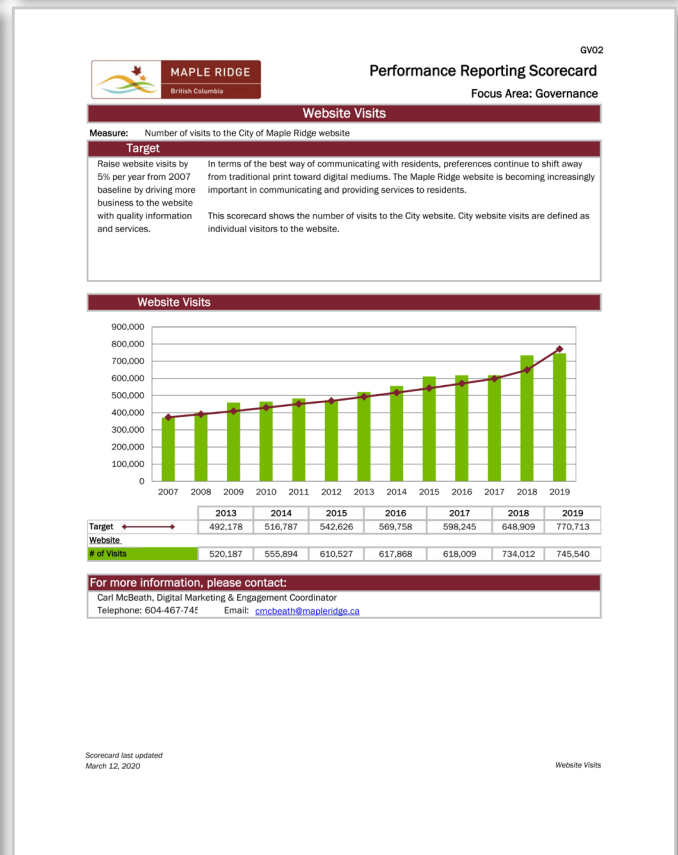 GV02
MAPLE RIDGE
British Columbia
Performance Reporting Scorecard
Focus Area: Governance
Website Visits
Measure: Number of visits to the City of Maple Ridge website
Target
Raise website visits by
5% per year from 2007
baseline by driving more
business to the website
with quality information
and services.
In terms of the best way of communicating with residents, preferences continue to shift away
from traditional print toward digital mediums. The Maple Ridge website is becoming increasingly
important in communicating and providing services to residents.
This scorecard shows the number of visits to the City website. City website visits are defined as
individual visitors to the website.
Website Visits
900,000
800,000
700,000
600,000
500,000
400,000
300,000
200,000
100,000
0
2007 2008 2009 2010 2011 2012 2013 2014 2015 2016 2017 2018 2019
2013 2014 2015 2016 2017 2018 2019
Target 492,178 516,787 542,626 569,758 598,245 648,909 770,713
Website
# of Visits 520,187 555,894 610,527 617,868 618,009 734,012 745,540
For more information, please contact:
Carl McBeath, Digital Marketing & Engagement Coordinator
Telephone: 604-467-745 Email: cmcbeath@mapleridge.ca
Scorecard last updated
March 12, 2020
Website Visits